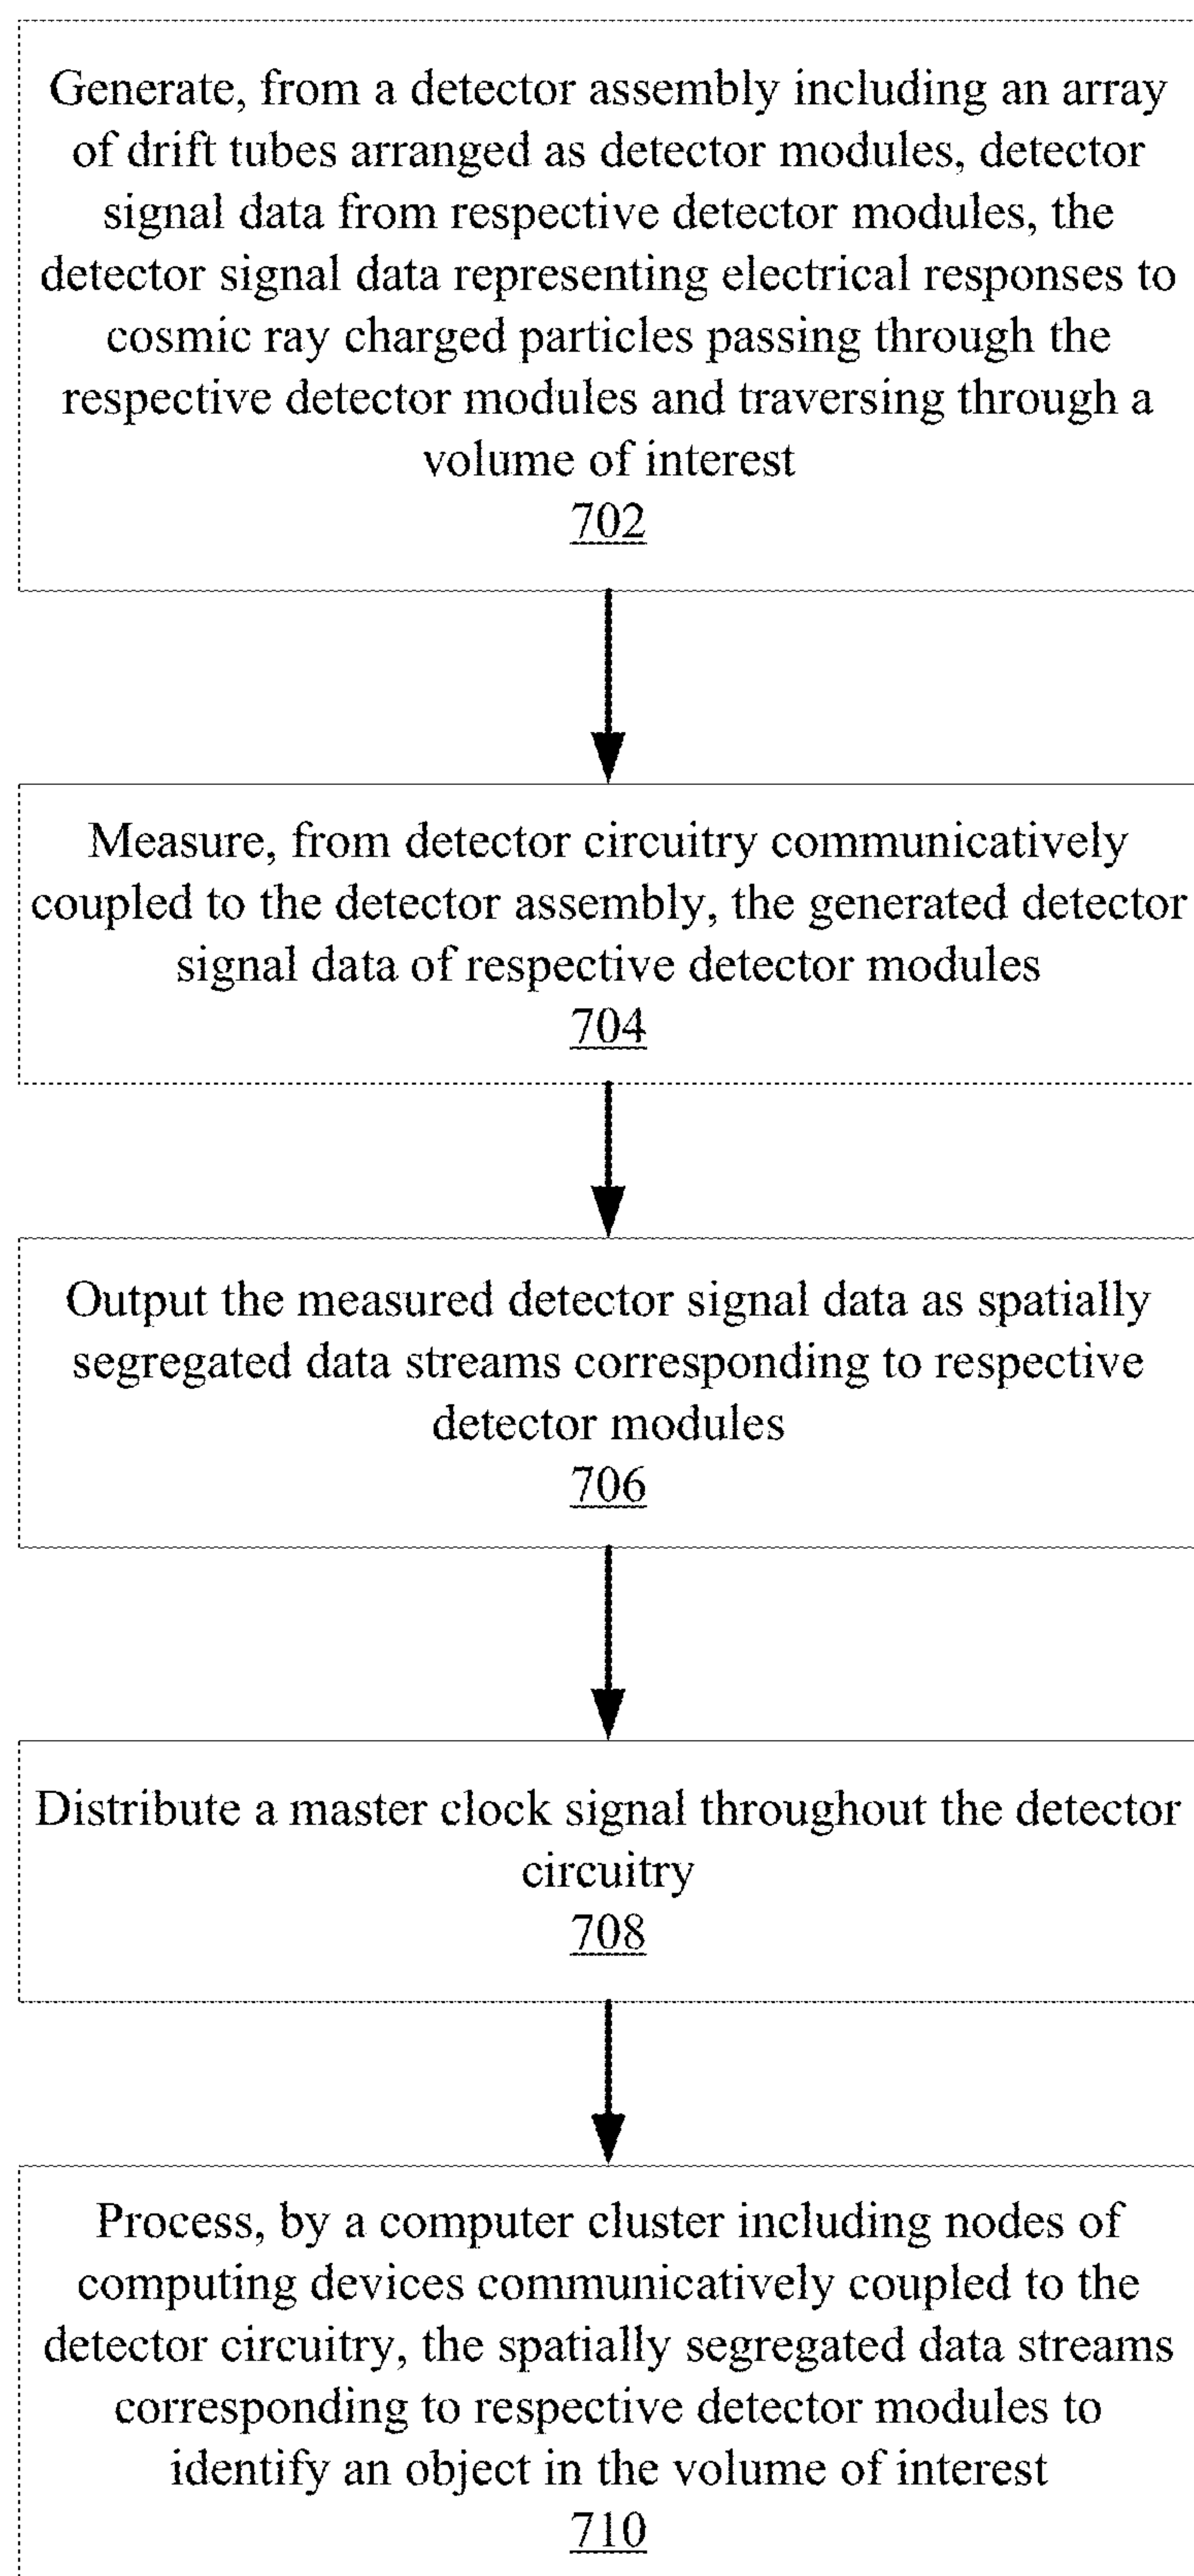 Generate, from a detector assembly including an array
of drift tubes arranged as detector modules, detector
signal data from respective detector modules, the
detector signal data representing electrical responses to
cosmic ray charged particles passing through the
respective detector modules and traversing through a
volume of interest
702
Measure, from detector circuitry communicatively
coupled to the detector assembly, the generated detector
signal data of respective detector modules
704
Output the measured detector signal data as spatially
segregated data streams corresponding to respective
detector modules
706
Distribute a master clock signal throughout the detector
circuitry
708
Process, by a computer cluster including nodes of
computing devices communicatively coupled to the
detector circuitry, the spatially segregated data streams
corresponding to respective detector modules to
identify an object in the volume of interest
710